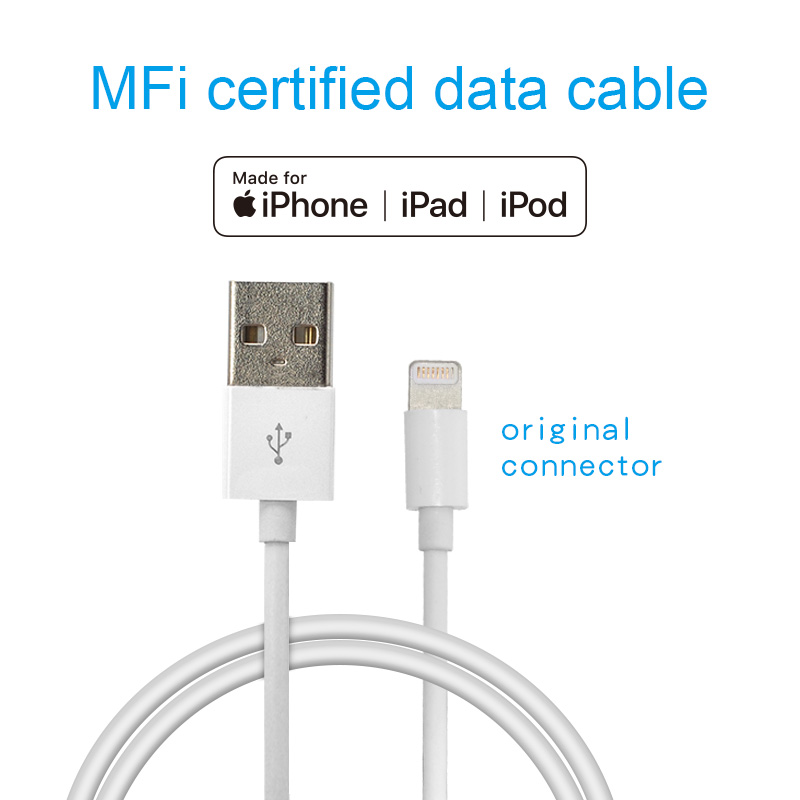 MFi certified data cable
Made for
iPhone | iPad | iPod
original
connector